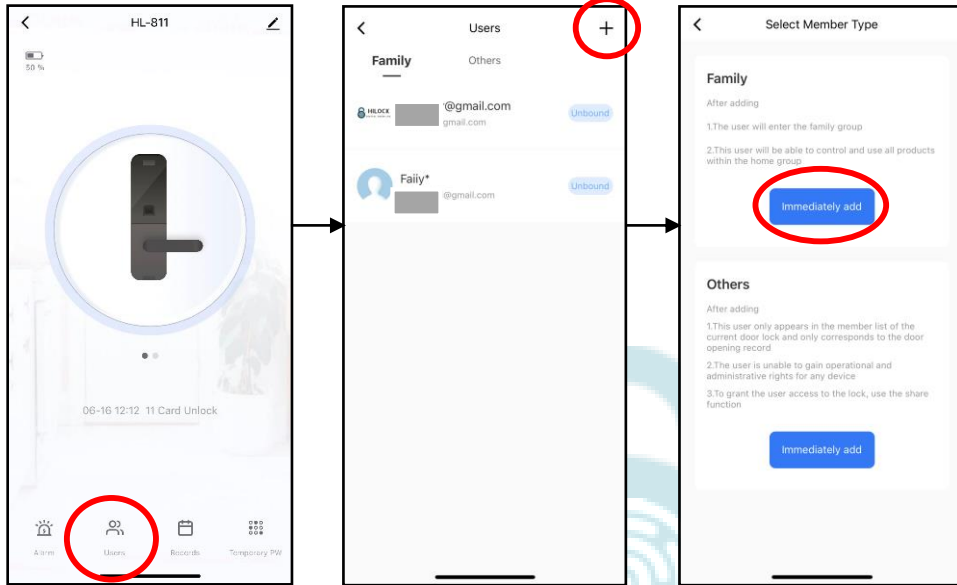 HL-811
50 %
06-16 12:12 11 Card Unlock
Alarm
Users
Records
Temporary PW
Users
Family
Others
HILOCK
@gmail.com
gmail.com
Unbound
Faiiy*
@gmail.com
Unbound
Select Member Type
Family
After adding
1.The user will enter the family group
2.This user will be able to control and use all products
within the home group
Immediately add
Others
After adding
1.This user only appears in the member list of the
current door lock and only corresponds to the door
opening record
2.The user is unable to gain operational and
administrative rights for any device
3.To grant the user access to the lock, use the share
function
Immediately add